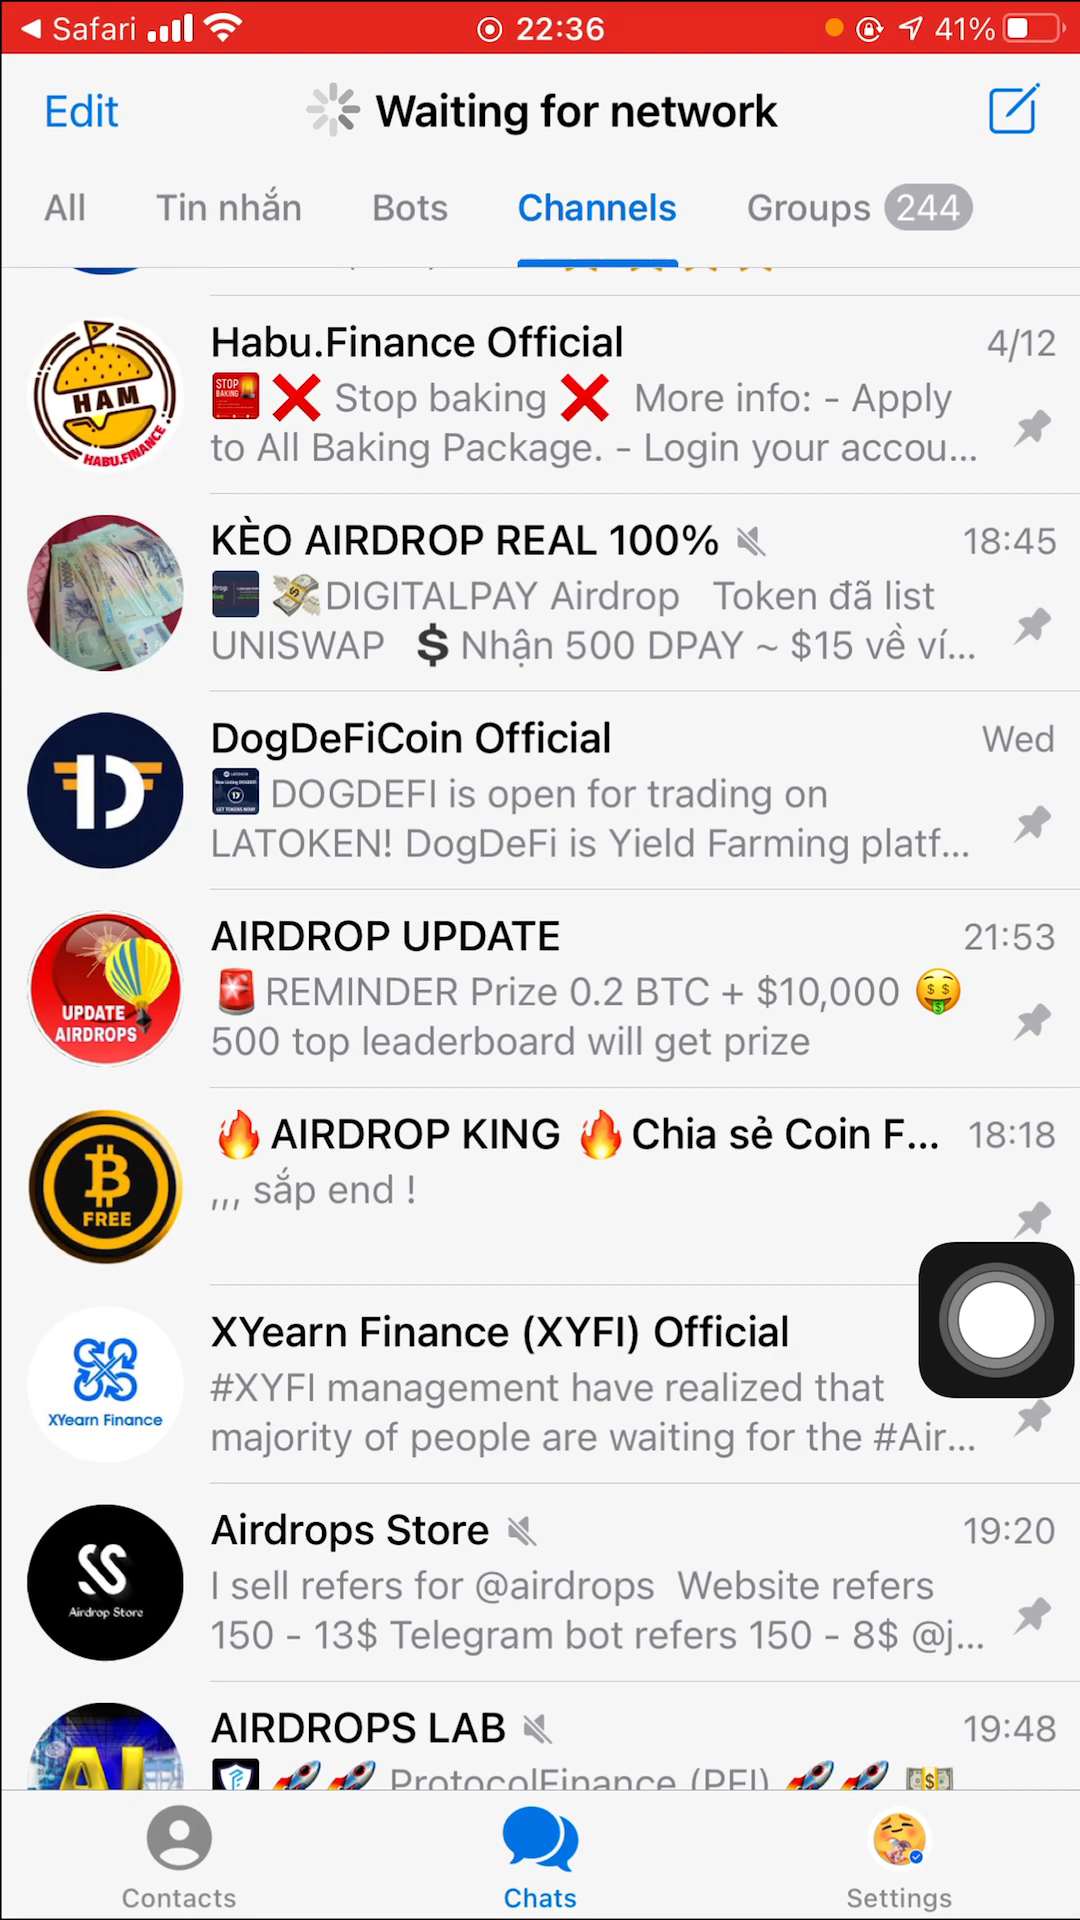 Safari 22:36 41%
Edit Waiting for network
All Tin nhắn Bots Channels Groups 244
Habu.Finance Official 4/12
HAM
HABU.FINANCE
STOP BAKING ❌ Stop baking ❌ More info: - Apply
to All Baking Package. - Login your accou...
KÈO AIRDROP REAL 100% 18:45
💸DIGITALPAY Airdrop Token đã list
UNISWAP 💲Nhận 500 DPAY ~ $15 về ví...
DogDeFiCoin Official Wed
DOGDEFI is open for trading on
LATOKEN! DogDeFi is Yield Farming platf...
AIRDROP UPDATE 21:53
UPDATE
AIRDROPS
🚨REMINDER Prize 0.2 BTC + $10,000 🤑
500 top leaderboard will get prize
🔥AIRDROP KING 🔥Chia sẻ Coin F... 18:18
FREE
,,, sắp end !
XYearn Finance (XYFI) Official
XYearn Finance
#XYFI management have realized that
majority of people are waiting for the #Air...
Airdrops Store 19:20
Airdrop Store
I sell refers for @airdrops Website refers
150 - 13$ Telegram bot refers 150 - 8$ @j...
AIRDROPS LAB 19:48
🚀🚀 ProtocolFinance (PFI) 🚀🚀 💵
Contacts Chats Settings